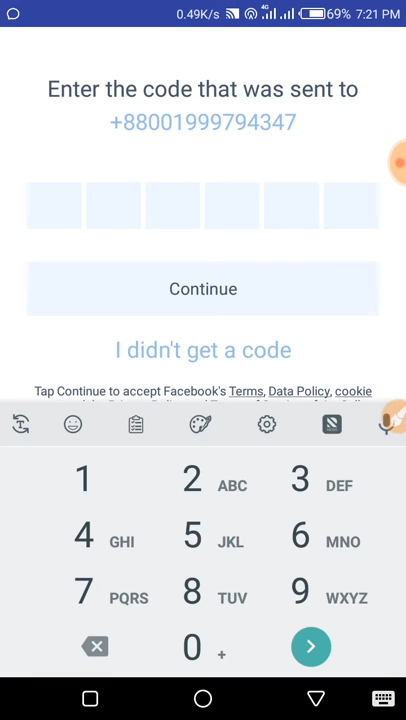 0.49K/s 4G 69% 7:21 PM
Enter the code that was sent to
+88001999794347
Continue
I didn't get a code
Tap Continue to accept Facebook's Terms, Data Policy, cookie
1 2 ABC 3 DEF
4 GHI 5 JKL 6 MNO
7 PQRS 8 TUV 9 WXYZ
0 +